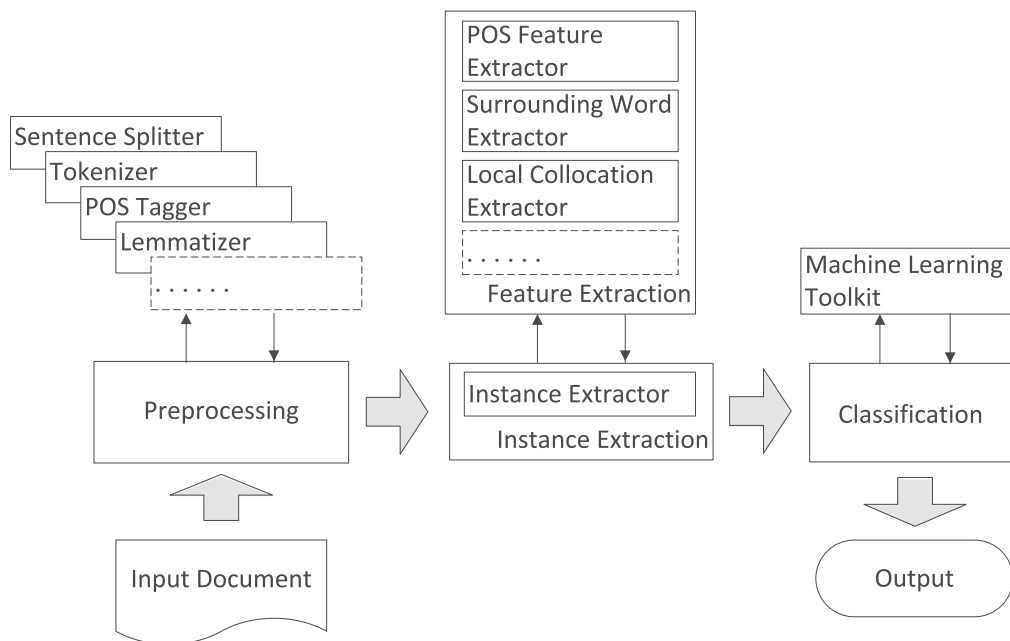 Sentence Splitter
Tokenizer
POS Tagger
Lemmatizer
. . . . . .
Preprocessing
Input Document
POS Feature
Extractor
Surrounding Word
Extractor
Local Collocation
Extractor
. . . . . .
Feature Extraction
Instance Extractor
Instance Extraction
Machine Learning
Toolkit
Classification
Output